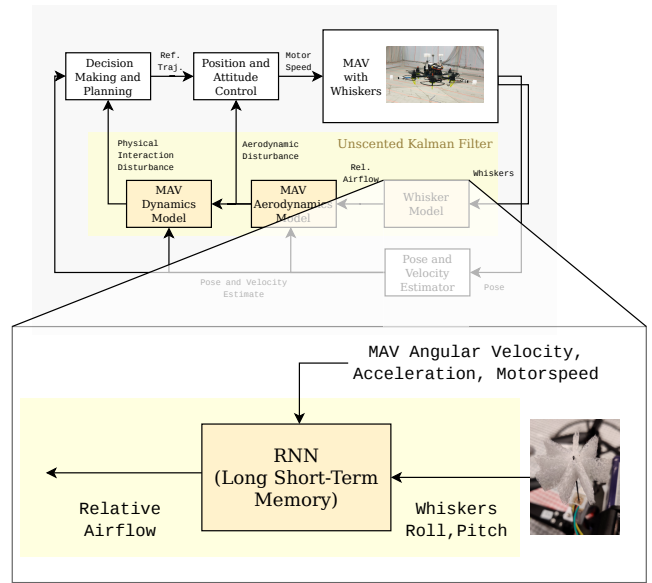 Decision
Making and
Planning
Ref.
Traj.
Position and
Attitude
Control
Motor
Speed
MAV
with
Whiskers
Unscented Kalman Filter
Physical
Interaction
Disturbance
Aerodynamic
Disturbance
Rel.
Airflow
Whiskers
MAV
Dynamics
Model
MAV
Aerodynamics
Model
Whisker
Model
Pose and
Velocity
Estimator
Pose and Velocity
Estimate
Pose
MAV Angular Velocity,
Acceleration, Motorspeed
RNN
(Long Short-Term
Memory)
Relative
Airflow
Whiskers
Roll,Pitch